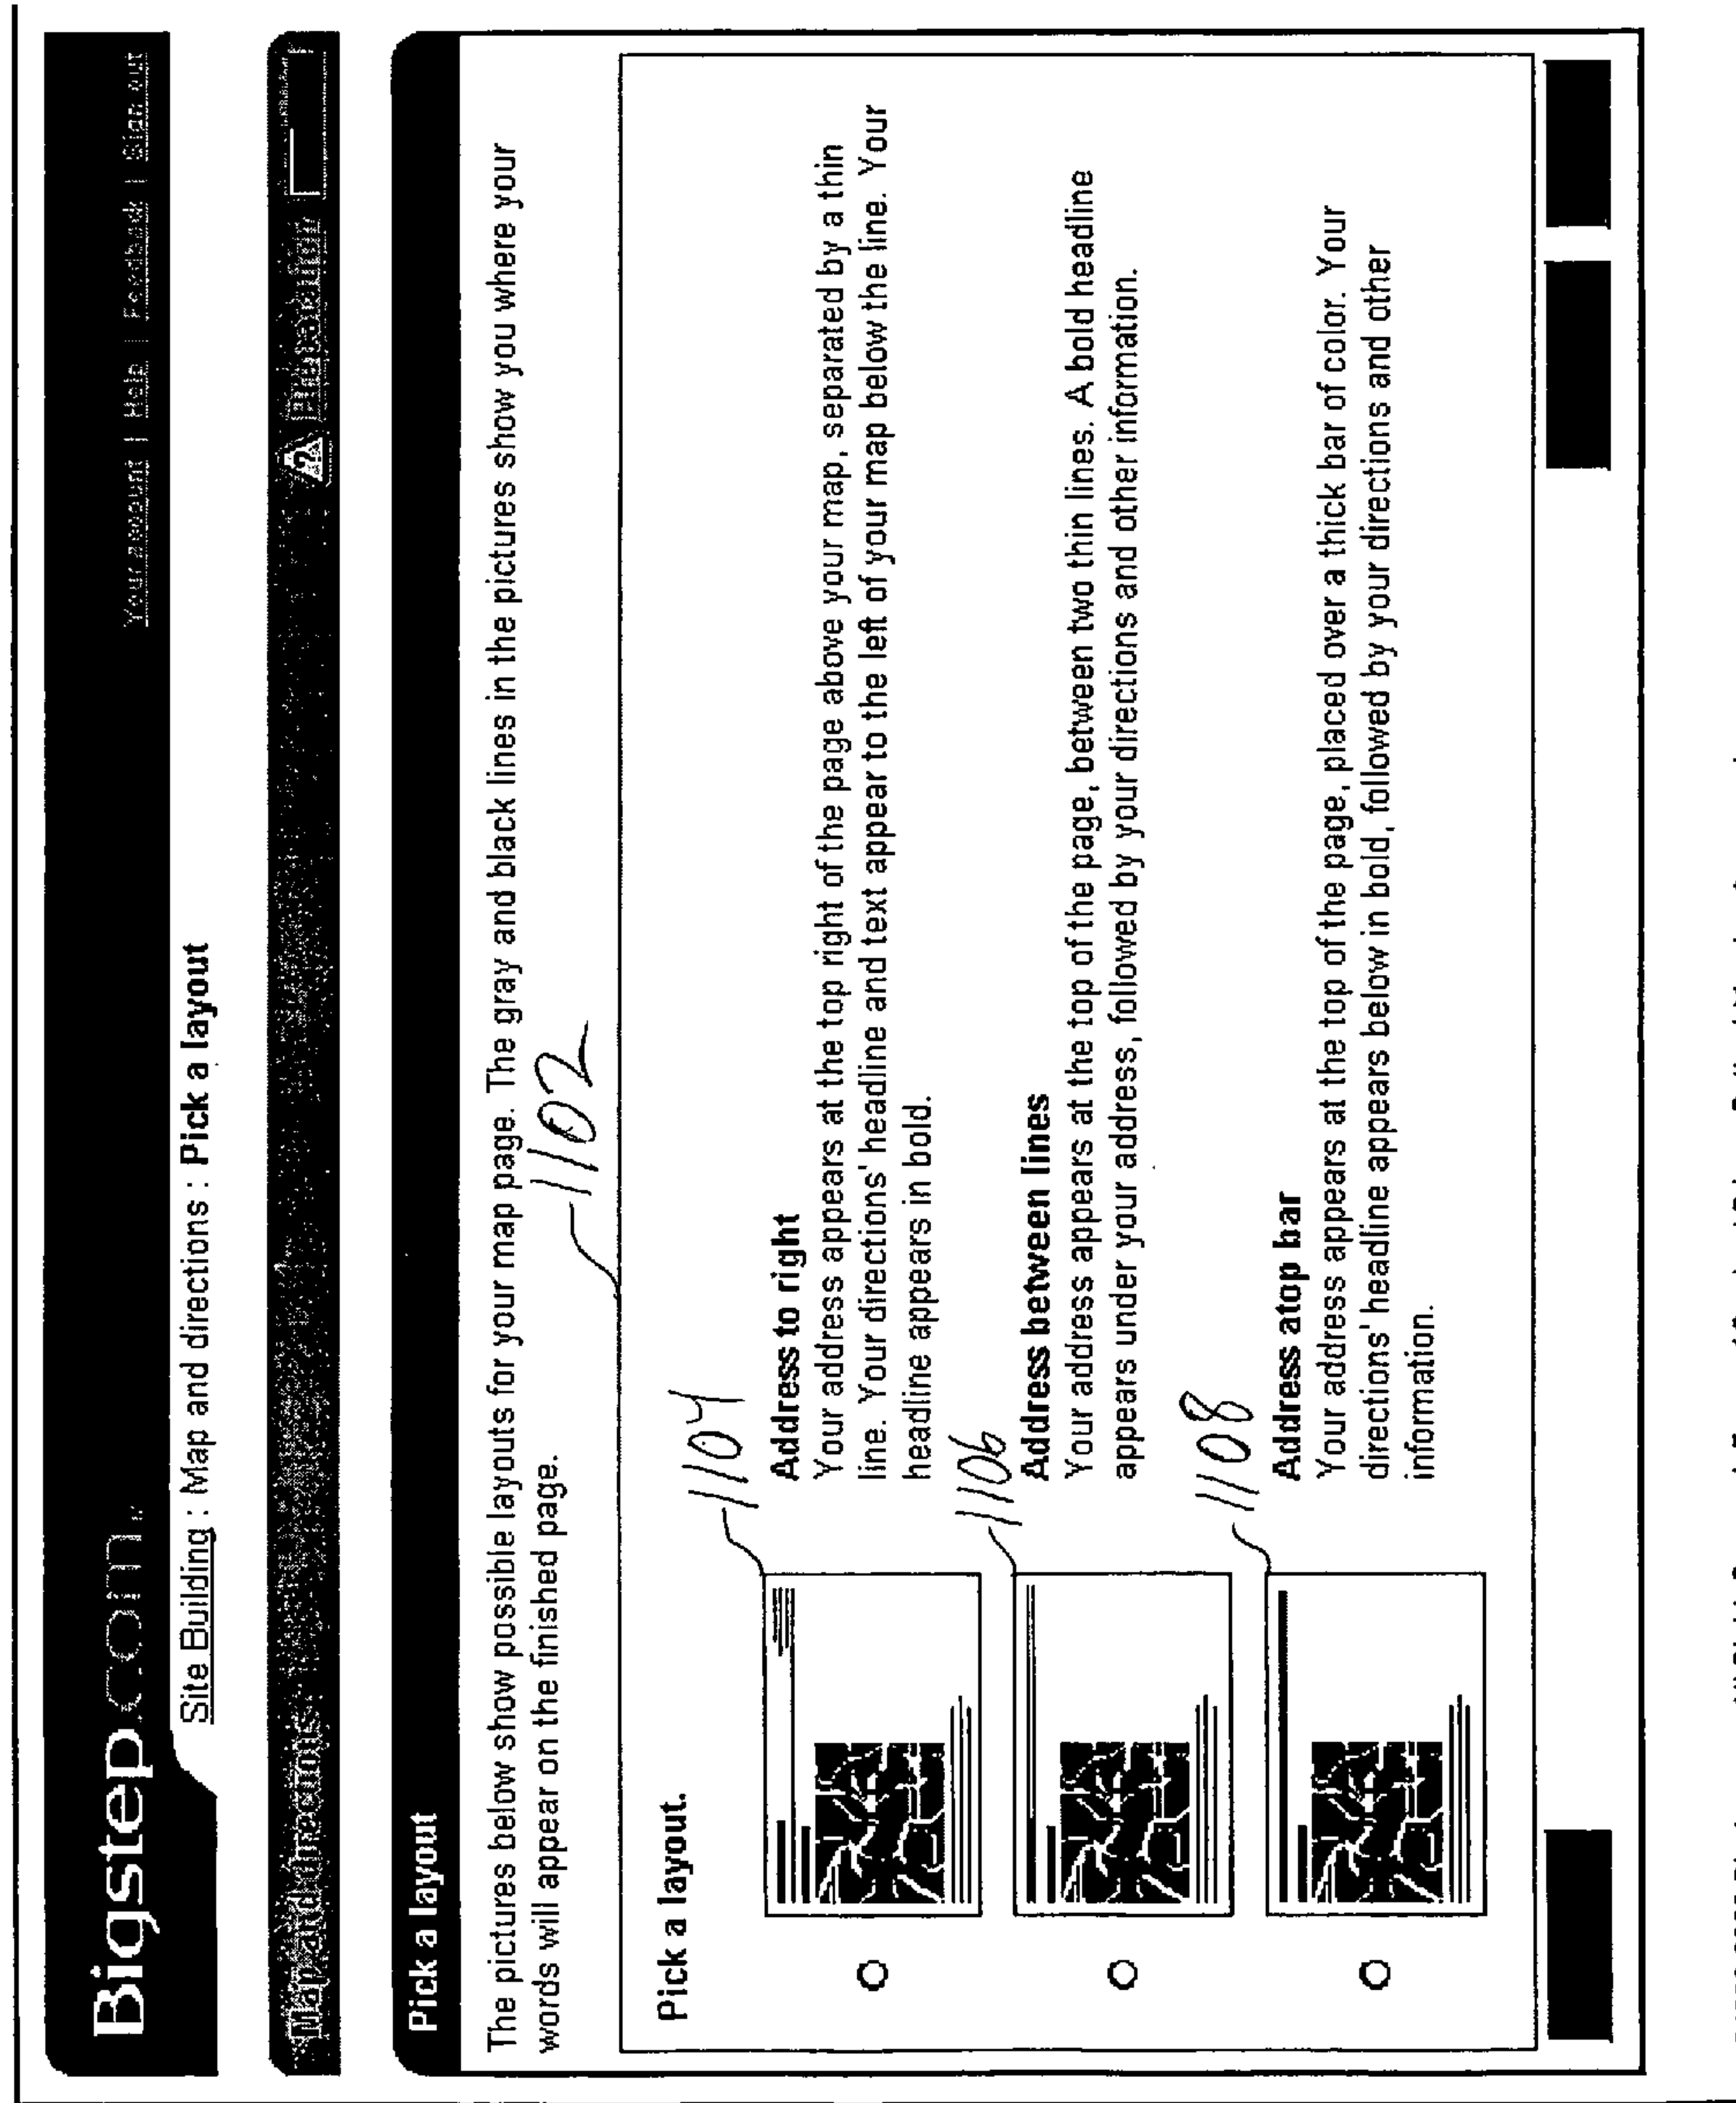 Bigstep.com
Your account | Help | Feedback | Sign out
Site Building : Map and directions : Pick a layout
Map and directions
Pick a layout
The pictures below show possible layouts for your map page. The gray and black lines in the pictures show you where your
words will appear on the finished page.
1102
Pick a layout.
1104
Address to right
Your address appears at the top right of the page above your map, separated by a thin
line. Your directions' headline and text appear to the left of your map below the line. Your
headline appears in bold.
1106
Address between lines
Your address appears at the top of the page, between two thin lines. A bold headline
appears under your address, followed by your directions and other information.
1108
Address atop bar
Your address appears at the top of the page, placed over a thick bar of color. Your
directions' headline appears below in bold, followed by your directions and other
information.